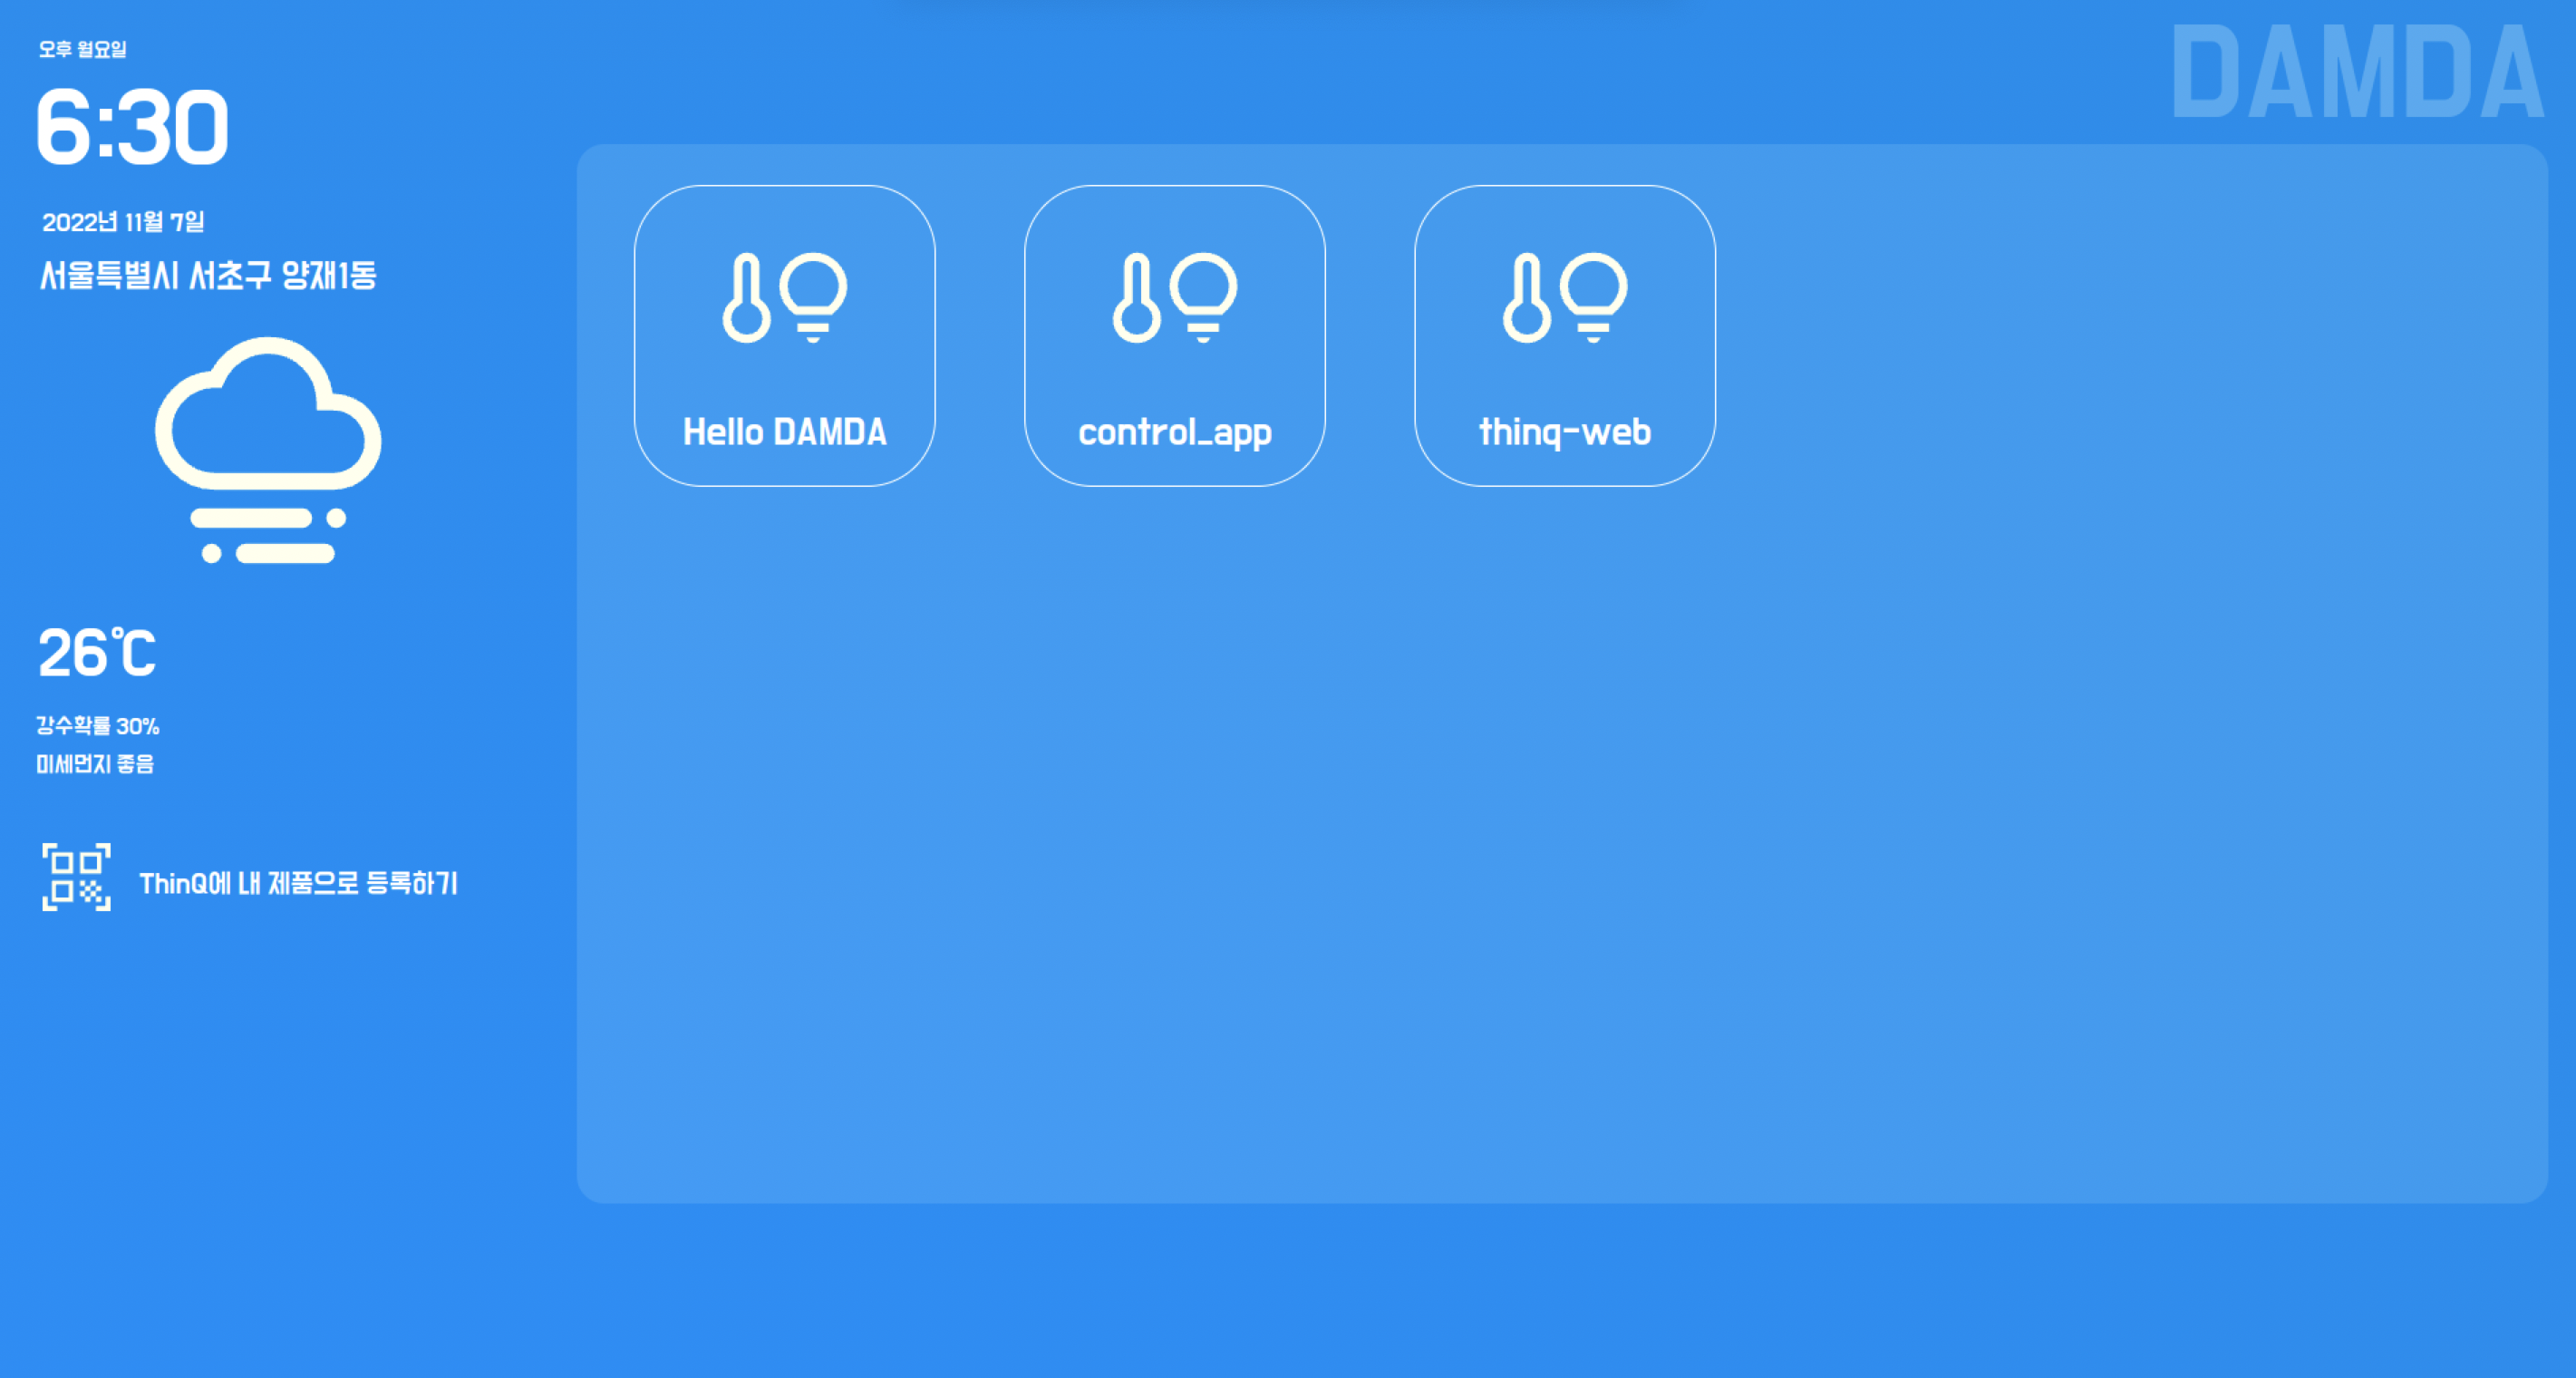 오후 월요일
6:30
2022년 11월 7일
서울특별시 서초구 양재1동
26℃
강수확률 30%
미세먼지 좋음
ThinQ에 내 제품으로 등록하기
DAMDA
Hello DAMDA
control_app
thinq-web